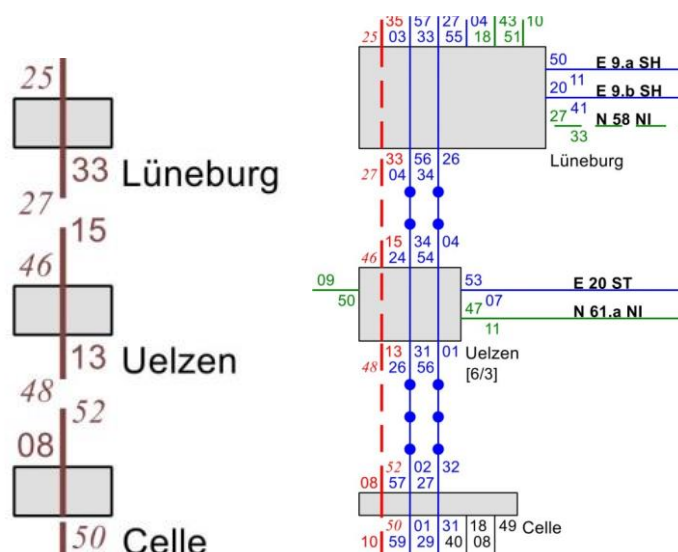 25
33 Lüneburg
27
15
46
13 Uelzen
48
52
08
50 Celle
35 57 27 04 43 10
25 03 33 55 18 51
50 E 9.a SH
11
20 E 9.b SH
41
27 N 58 NI
33
Lüneburg
33 56 26
27 04 34
15 34 04
46 24 54
09
50
53 E 20 ST
07
47 N 61.a NI
11
13 31 01 Uelzen
48 26 56 [6/3]
52 02 32
08 57 27
50 01 31 18 49 Celle
10 59 29 40 08